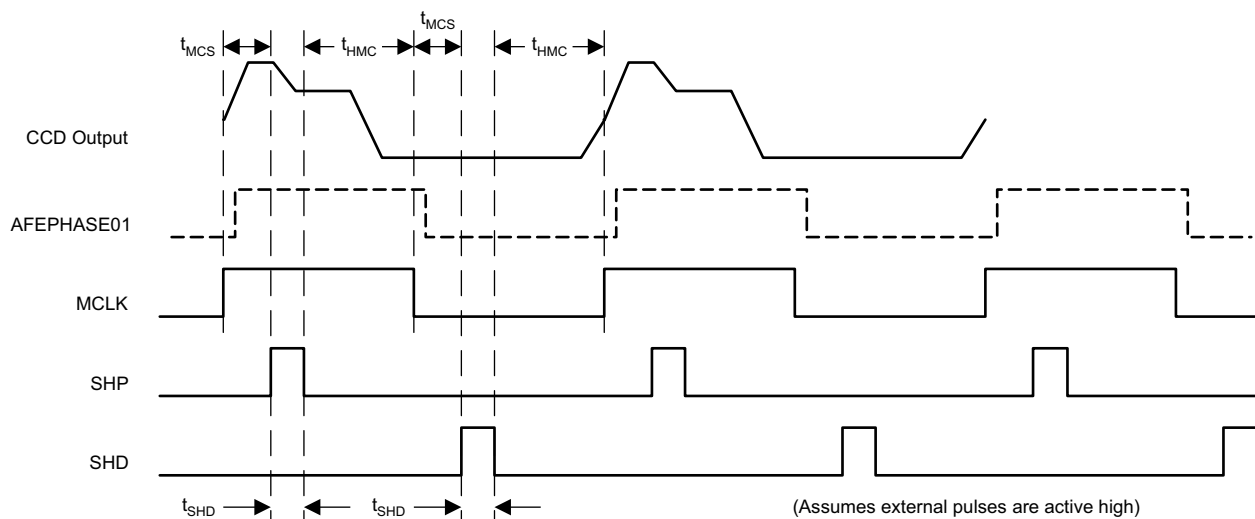 tMCS
tMCS
tHMC
tHMC
CCD Output
AFEPHASE01
MCLK
SHP
SHD
tSHD
tSHD
(Assumes external pulses are active high)